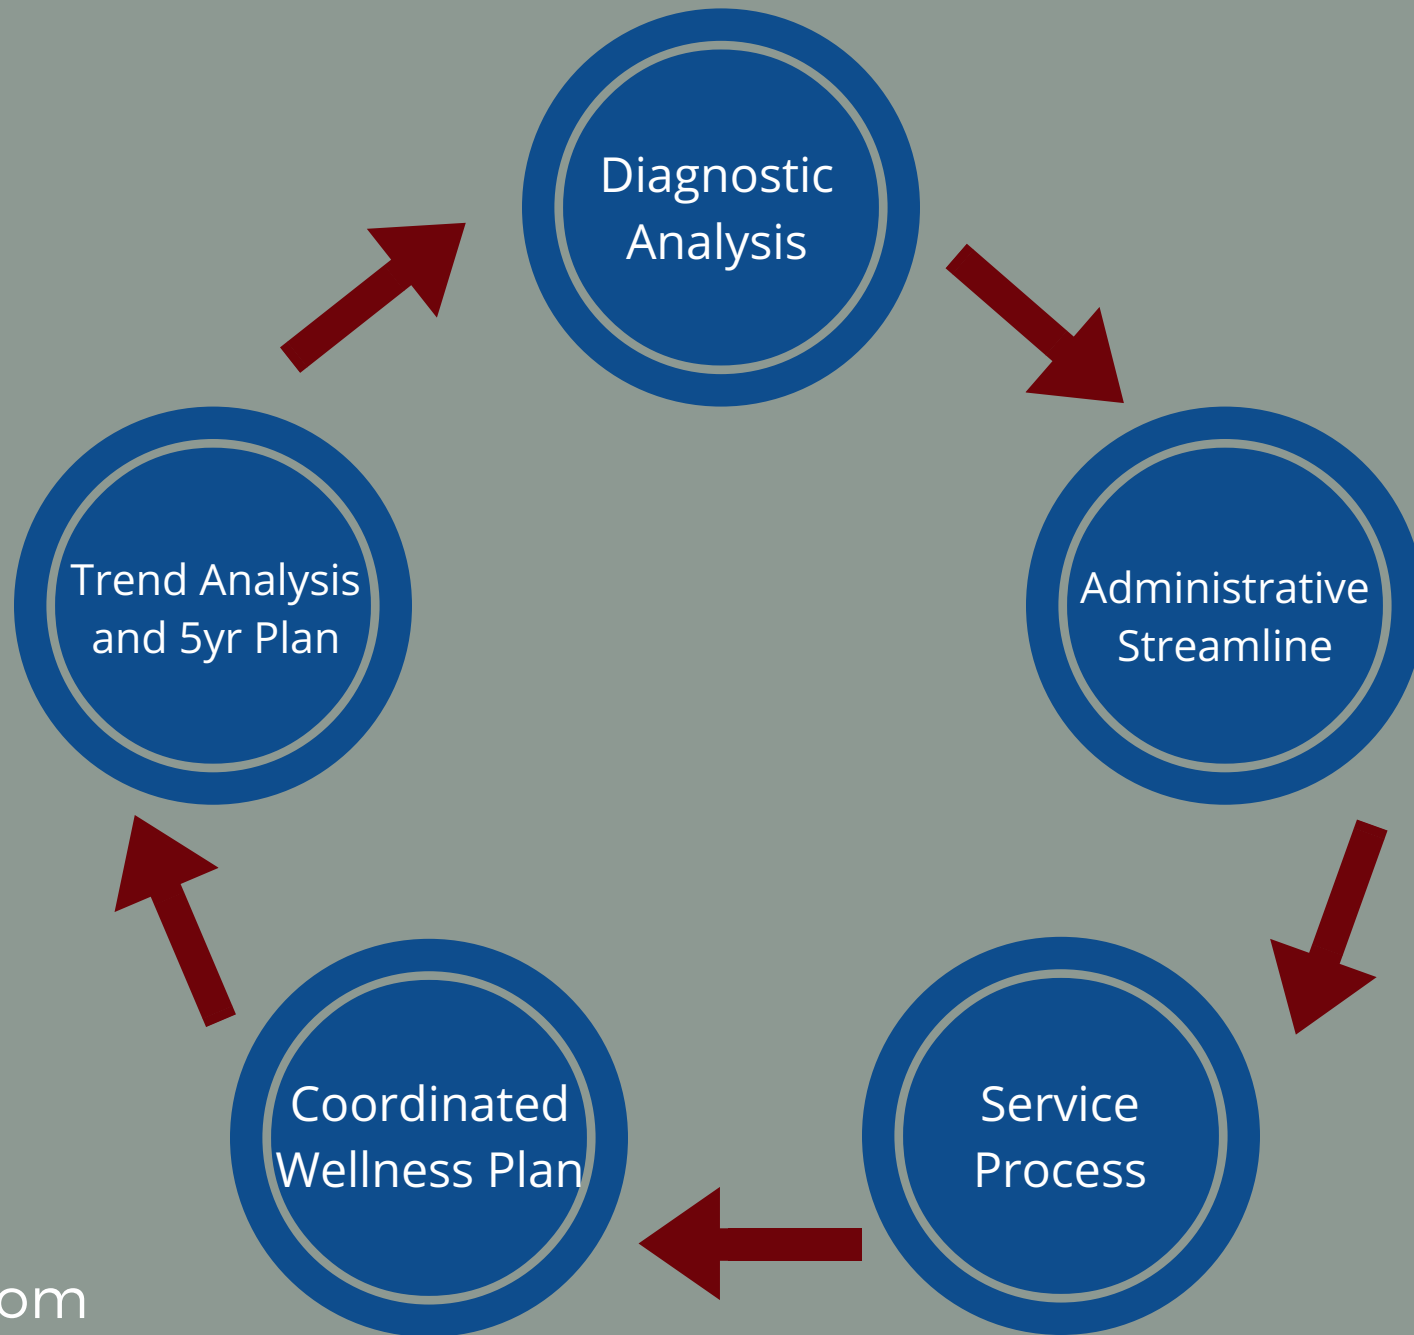 Diagnostic
Analysis
Trend Analysis
and 5yr Plan
Administrative
Streamline
Coordinated
Wellness Plan
Service
Process
om